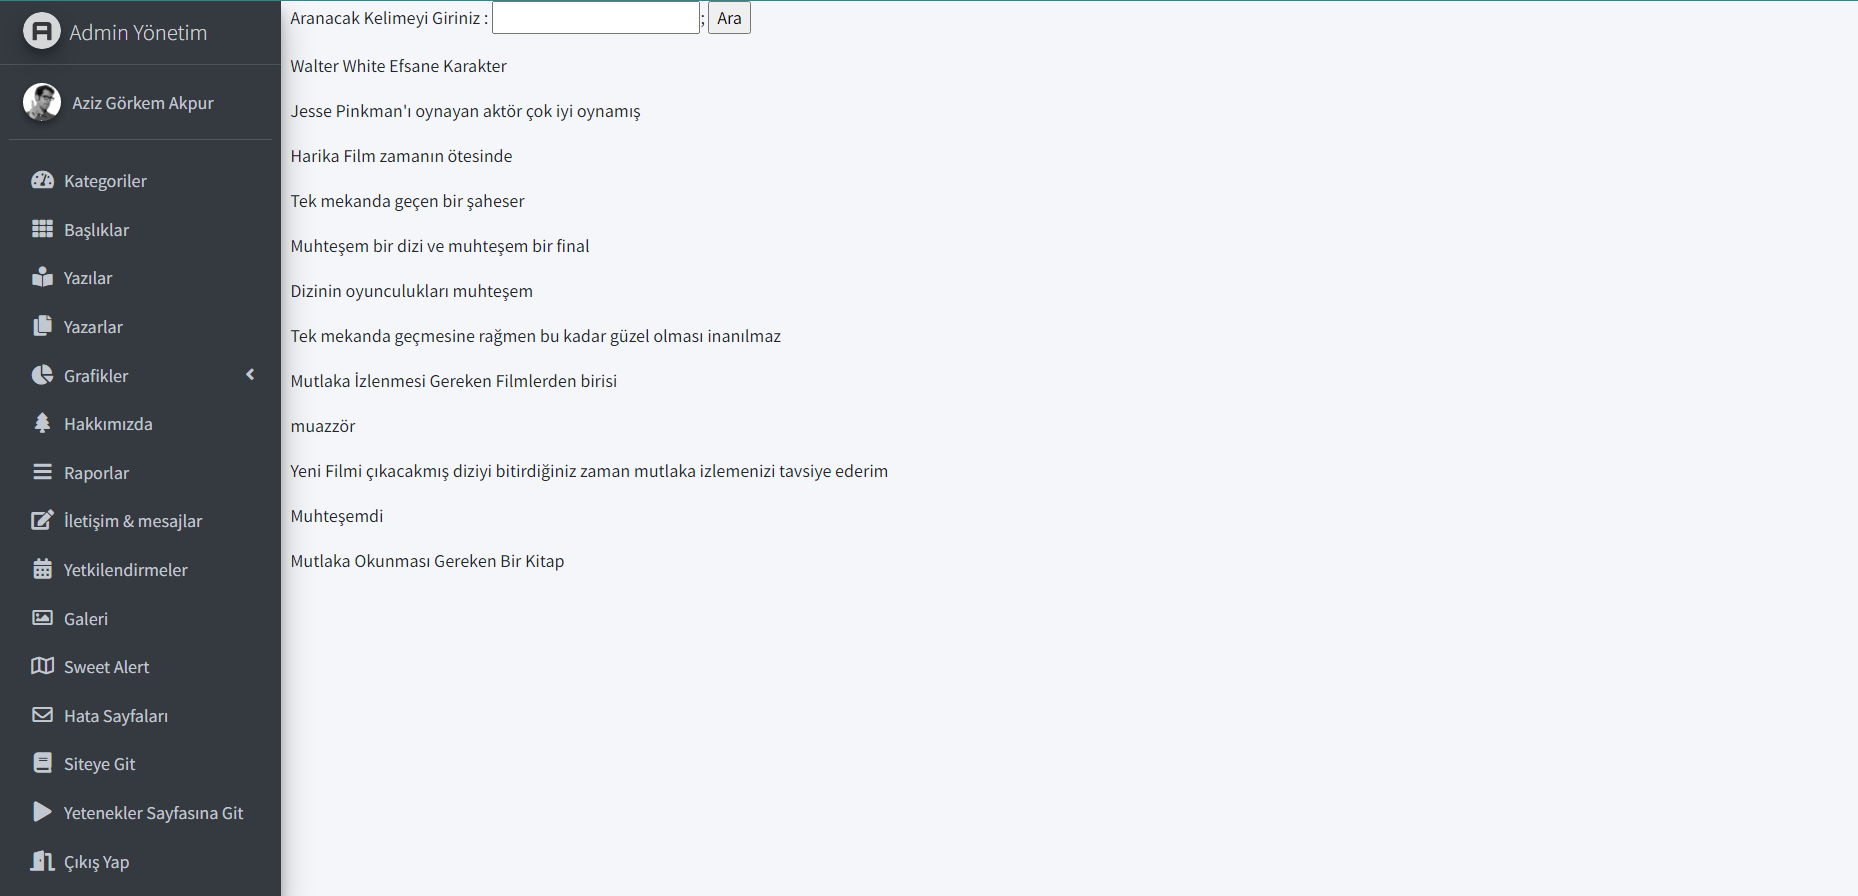 Admin Yönetim
Aziz Görkem Akpur
Kategoriler
Başlıklar
Yazılar
Yazarlar
Grafikler
Hakkımızda
Raporlar
İletişim & mesajlar
Yetkilendirmeler
Galeri
Sweet Alert
Hata Sayfaları
Siteye Git
Yetenekler Sayfasına Git
Çıkış Yap
Aranacak Kelimeyi Giriniz : ; Ara
Walter White Efsane Karakter
Jesse Pinkman'ı oynayan aktör çok iyi oynamış
Harika Film zamanın ötesinde
Tek mekanda geçen bir şaheser
Muhteşem bir dizi ve muhteşem bir final
Dizinin oyunculukları muhteşem
Tek mekanda geçmesine rağmen bu kadar güzel olması inanılmaz
Mutlaka İzlenmesi Gereken Filmlerden birisi
muazzör
Yeni Filmi çıkacakmış diziyi bitirdiğiniz zaman mutlaka izlemenizi tavsiye ederim
Muhteşemdi
Mutlaka Okunması Gereken Bir Kitap